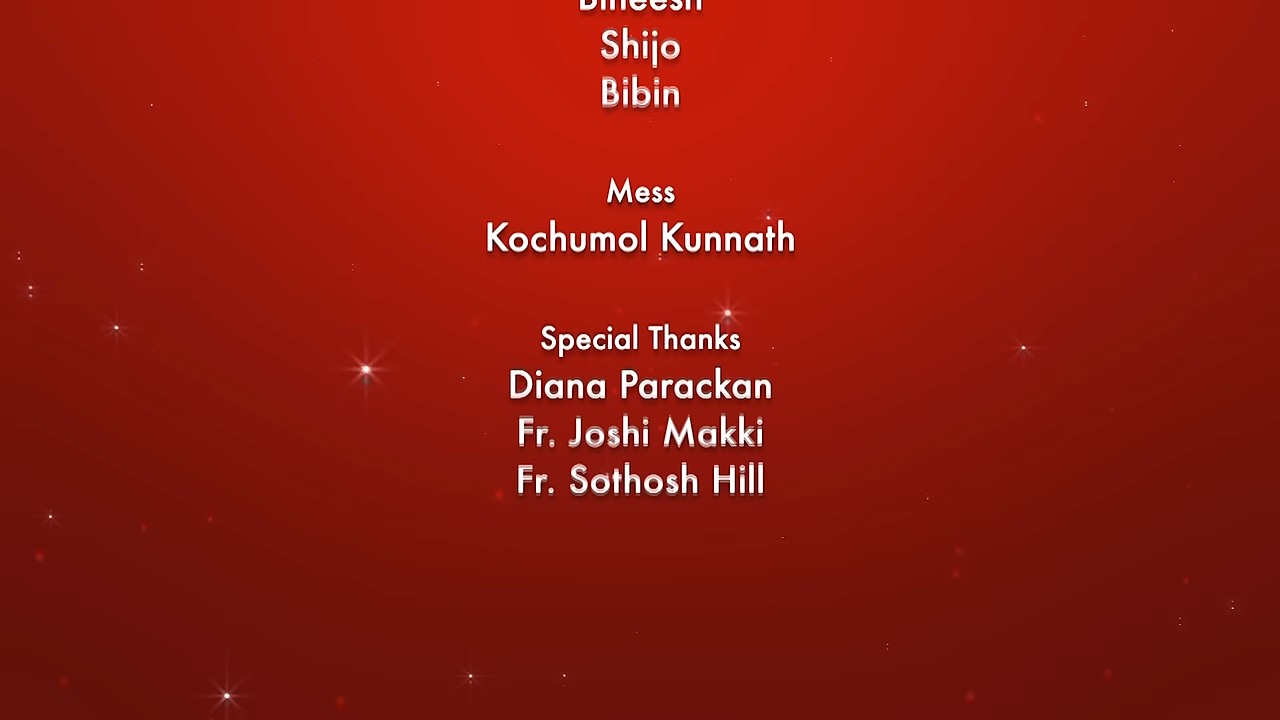 Shijo
Bibin
Mess
Kochumol Kunnath
Special Thanks
Diana Parackan
Fr. Joshi Makki
Fr. Sothosh Hill